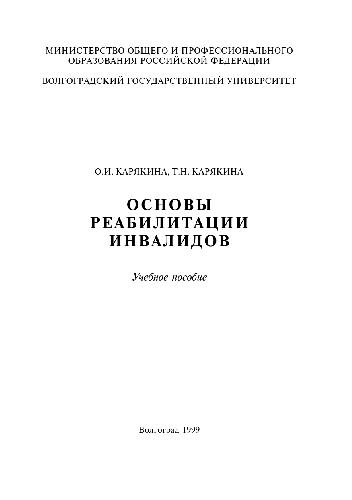 МИНИСТЕРСТВО ОБЩЕГО И ПРОФЕССИОНАЛЬНОГО
ОБРАЗОВАНИЯ РОССИЙСКОЙ ФЕДЕРАЦИИ
ВОЛГОГРАДСКИЙ ГОСУДАРСТВЕННЫЙ УНИВЕРСИТЕТ
О.И. КАРЯКИНА, Т.Н. КАРЯКИНА
ОСНОВЫ
РЕАБИЛИТАЦИИ
ИНВАЛИДОВ
Учебное пособие
Волгоград 1999